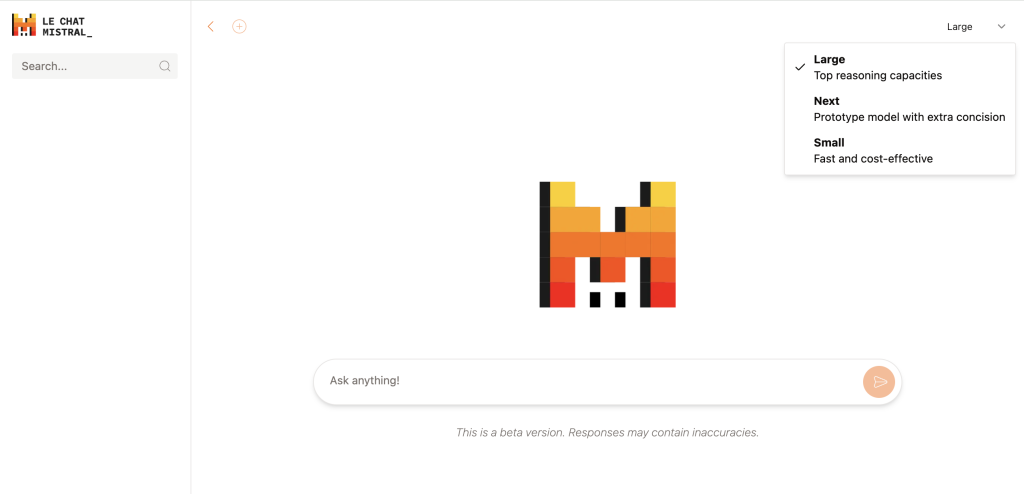 LE CHAT
MISTRAL_
Search...
Large
Large
Top reasoning capacities
Next
Prototype model with extra concision
Small
Fast and cost-effective
Ask anything!
This is a beta version. Responses may contain inaccuracies.